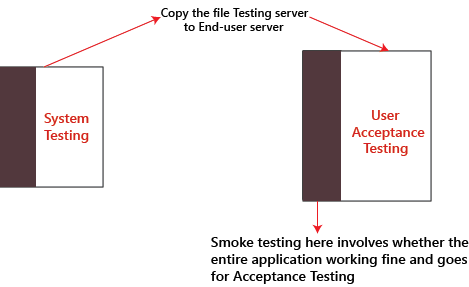 Copy the file Testing server
to End-user server
System
Testing
User
Acceptance
Testing
Smoke testing here involves whether the
entire application working fine and goes
for Acceptance Testing